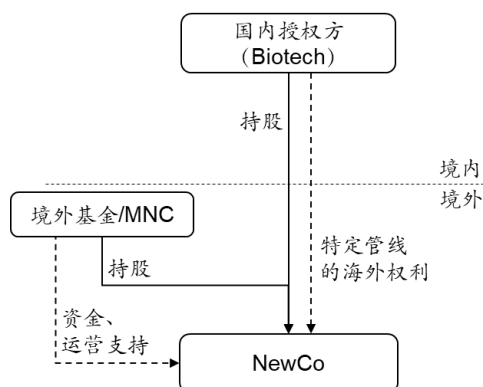 国内授权方
（Biotech）
持股
境内
境外
境外基金/MNC
特定管线
的海外权利
持股
资金、
运营支持
NewCo